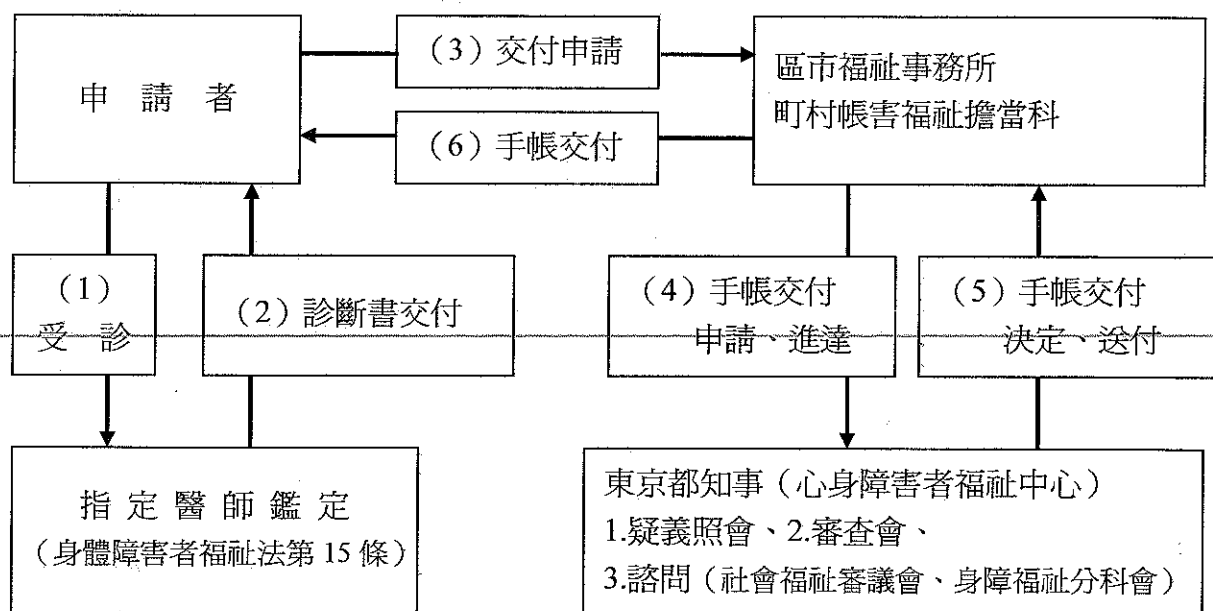 申 請 者
（3）交付申請
（6）手帳交付
區市福祉事務所
町村帳害福祉擔當科
（1）
受 診
（2）診斷書交付
（4）手帳交付
申請、進達
（5）手帳交付
決定、送付
指 定 醫 師 鑑 定
（身體障害者福祉法第 15 條）
東京都知事（心身障害者福祉中心）
1.疑義照會、2.審查會、
3.諮問（社會福祉審議會、身障福祉分科會）